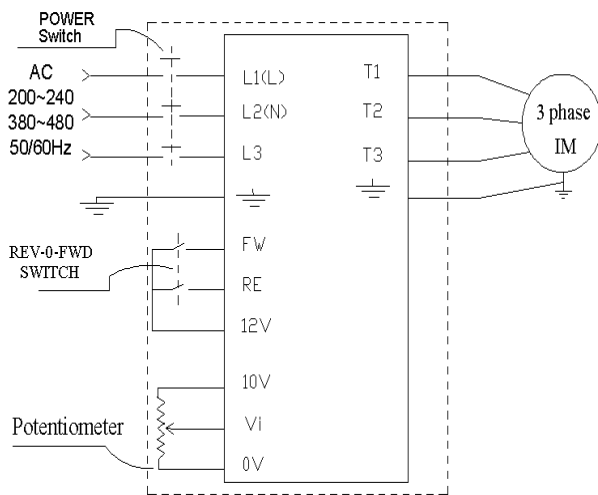 POWER
Switch
AC
200~240
380~480
50/60Hz
L1(L)
L2(N)
L3
T1
T2
T3
3 phase
IM
REV-0-FWD
SWITCH
FW
RE
12V
10V
Vi
0V
Potentiometer